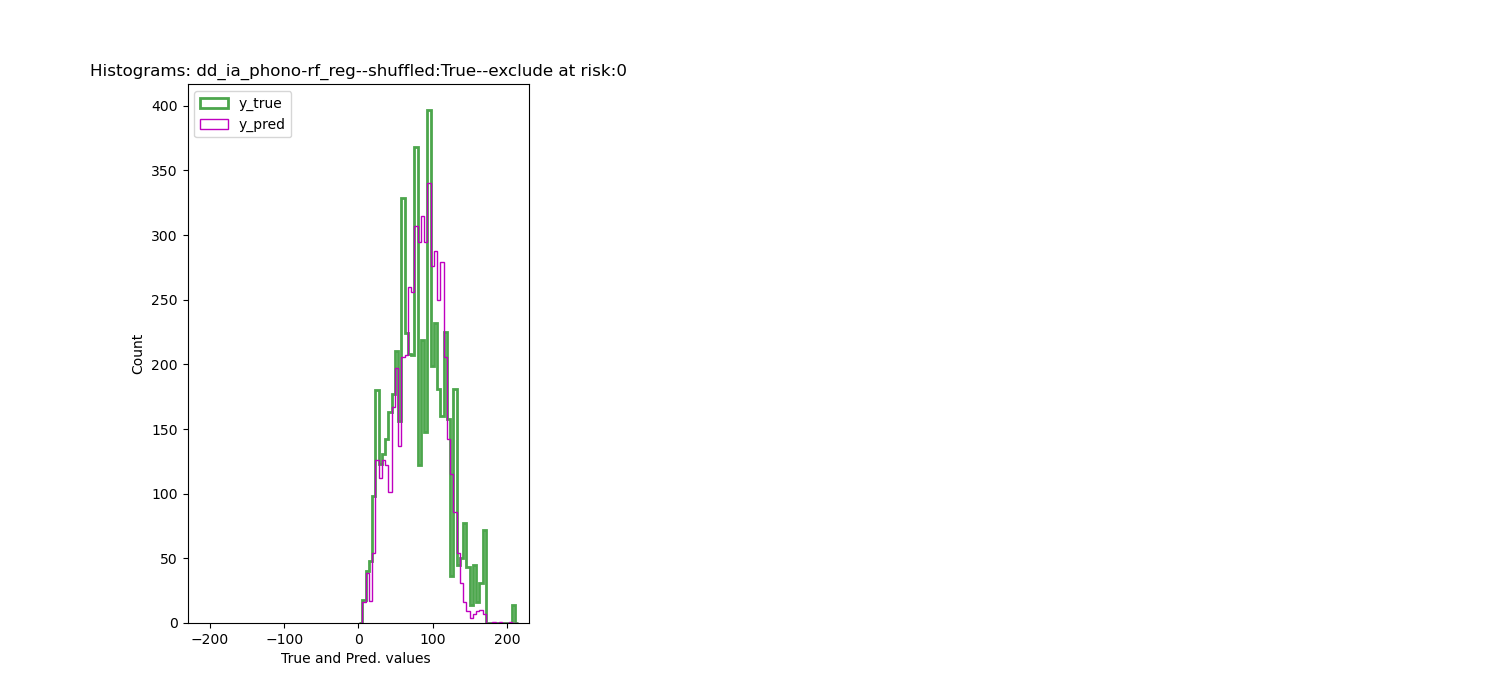 Histograms: dd_ia_phono-rf_reg--shuffled:True--exclude at risk:0
y_true
y_pred
400
350
300
250
200
150
100
50
0
Count
−200
−100
0
100
200
True and Pred. values